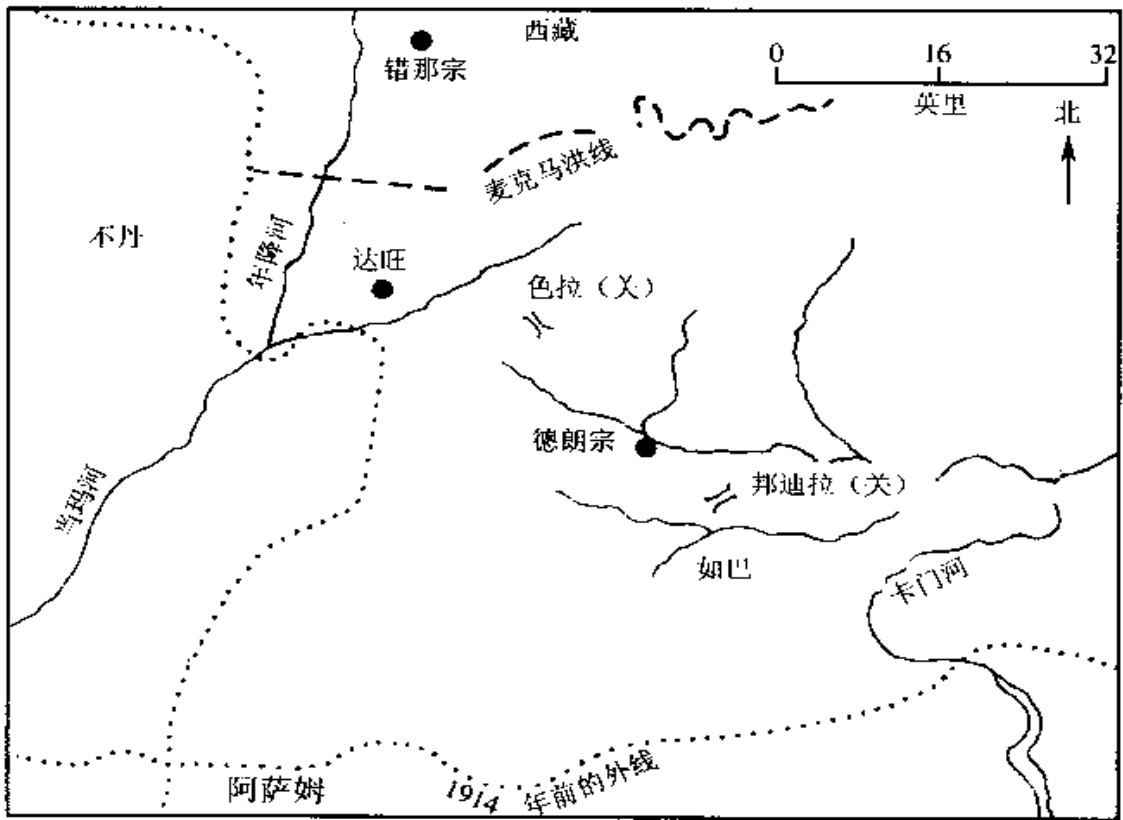 西藏
错那宗
0 16 32
英里
北
麦克马洪线
不丹
年降河
达旺
色拉（关）
德朗宗
当玛河
邦迪拉（关）
如巴
卡门河
阿萨姆
1914 年前的外线